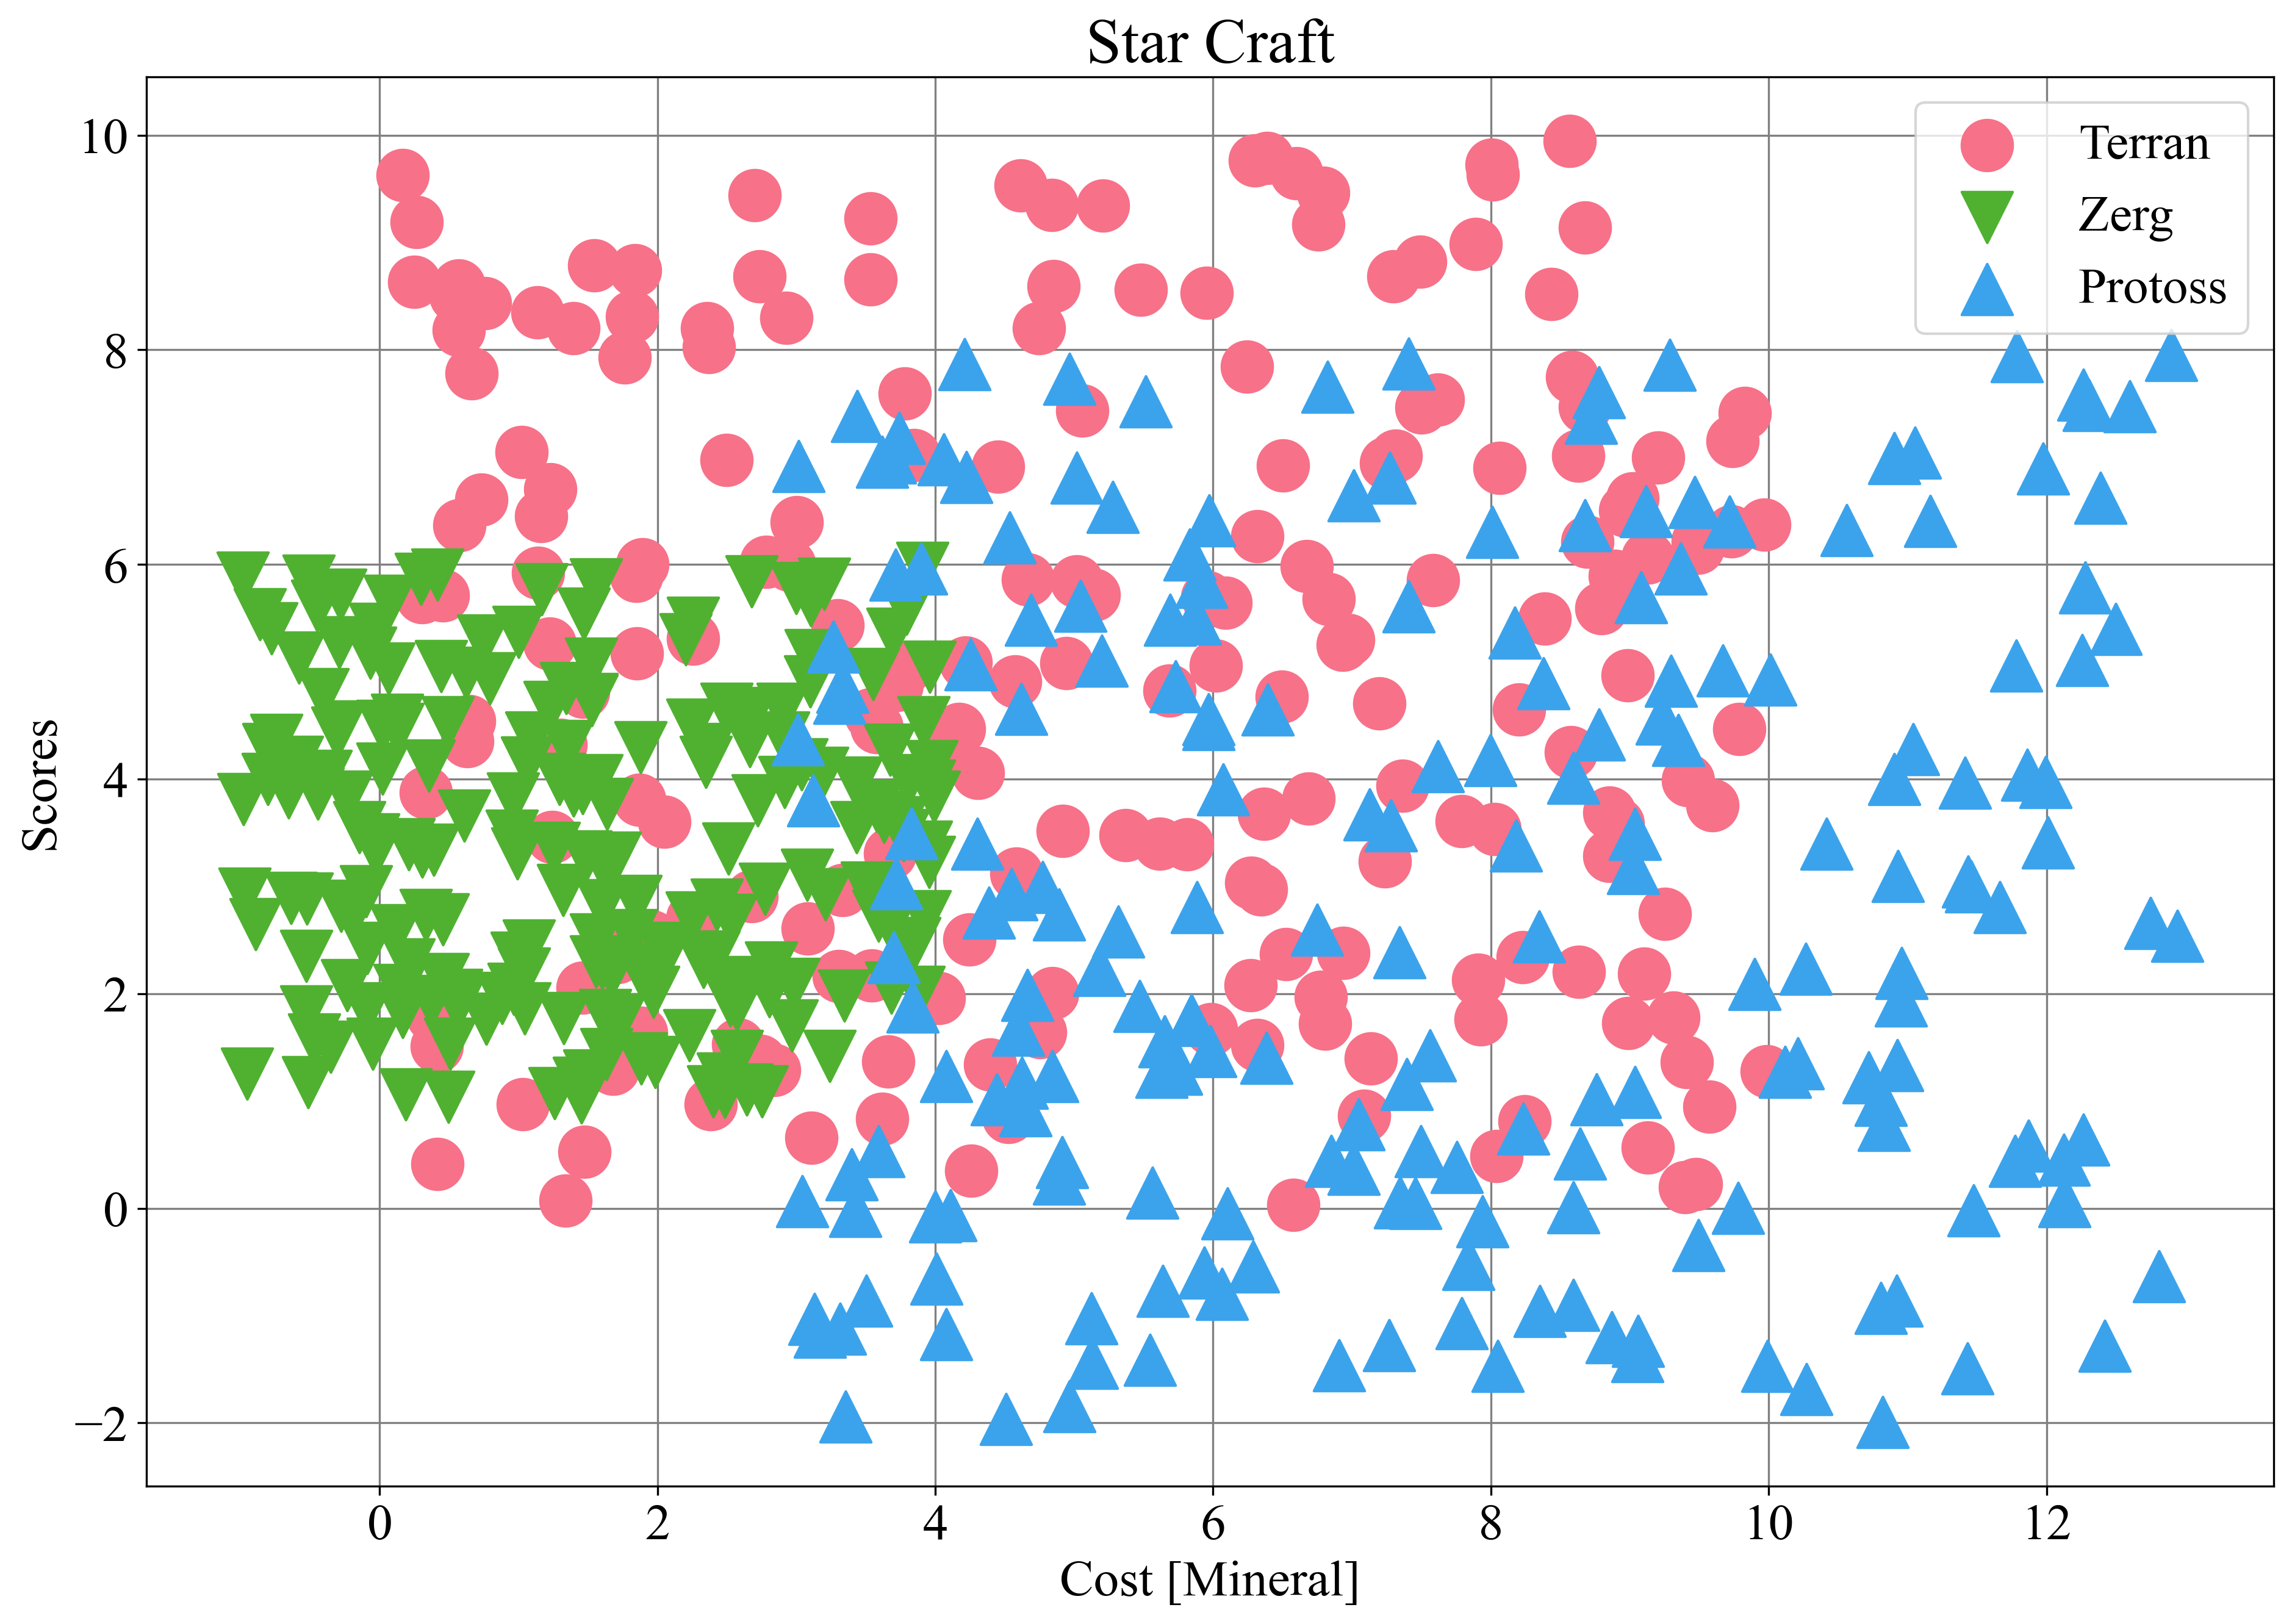 Star Craft
Terran
Zerg
Protoss
10
8
6
4
2
0
−2
Scores
0 2 4 6 8 10 12
Cost [Mineral]